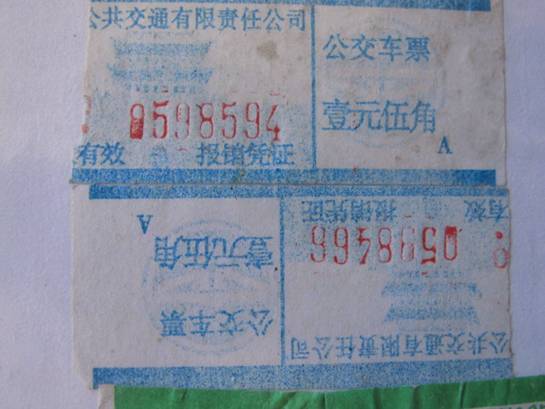 公共交通有限责任公司
公交车票
0598594
壹元伍角
有效 报销凭证
A
公共交通有限责任公司
公交车票
0598466
壹元伍角
有效 报销凭证
A